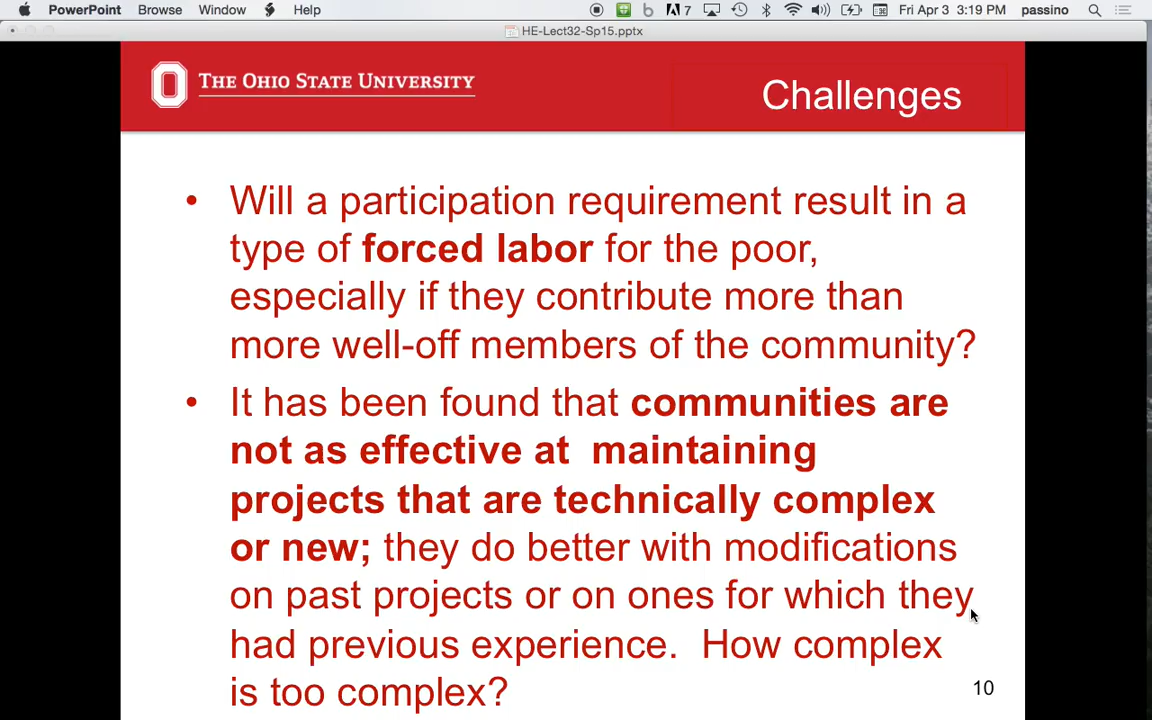 PowerPoint Browse Window Help 7 Fri Apr 3 3:19 PM passino
HE-Lect32-Sp15.pptx
THE OHIO STATE UNIVERSITY
Challenges
• Will a participation requirement result in a
type of forced labor for the poor,
especially if they contribute more than
more well-off members of the community?
• It has been found that communities are
not as effective at maintaining
projects that are technically complex
or new; they do better with modifications
on past projects or on ones for which they
had previous experience. How complex
is too complex?
10